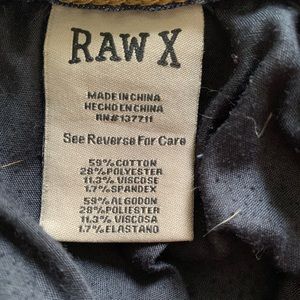 RAW X
MADE IN CHINA
HECHO EN CHINA
RN#137711
See Reverse For Care
59%COTTON
28%POLYESTER
11.3% VISCOSE
1.7%SPANDEX
59%ALGODON
28%POLIESTER
11.3%VISCOSA
1.7%ELASTANO